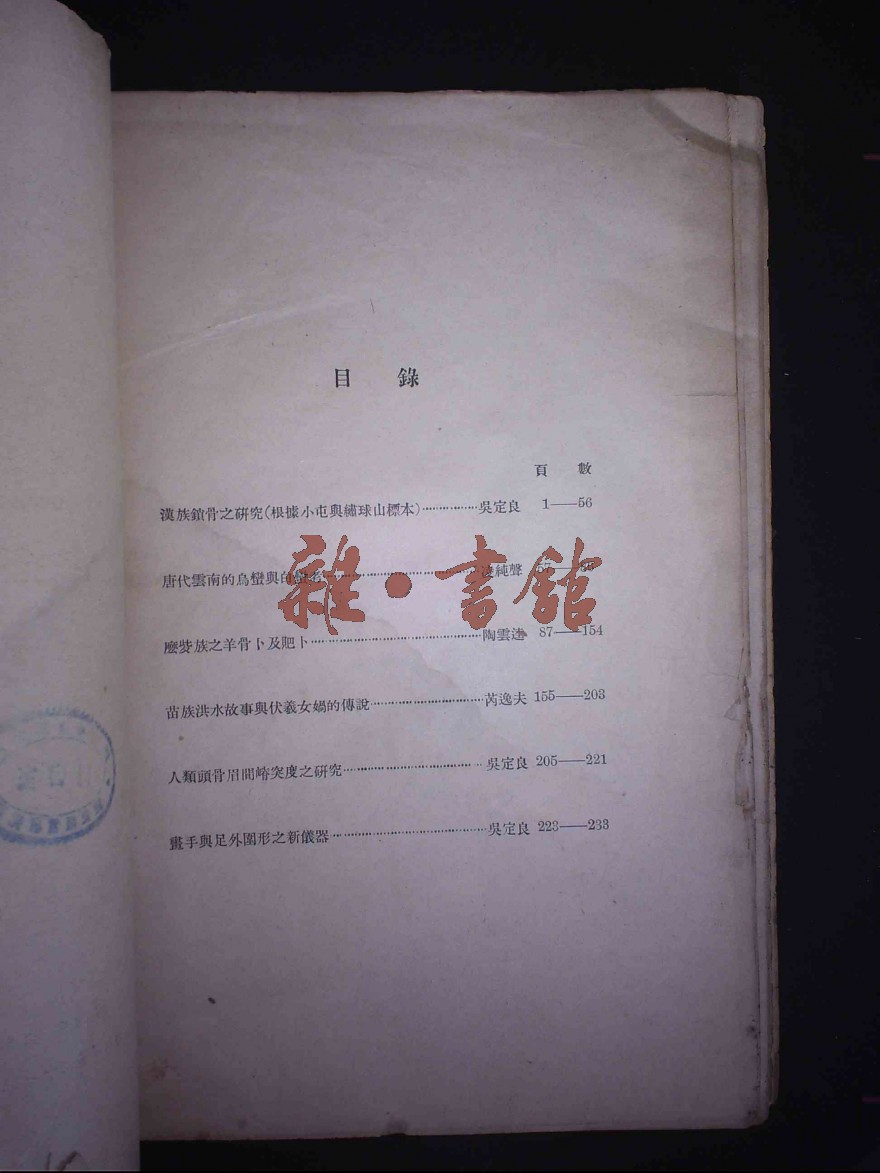 目　錄
頁　數
漢族鎖骨之研究(根據小屯與繡球山標本)………………吳定良　1——56
唐代雲南的烏蠻與白蠻考………………凌純聲　57——86
麽些族之羊骨卜及䏢卜………………陶雲逵　87——154
苗族洪水故事與伏羲女媧的傳說………………芮逸夫　155——203
人類頭骨眉間嵴突度之研究………………吳定良　205——221
畫手與足外圍形之新儀器………………吳定良　223——233
雜·書館